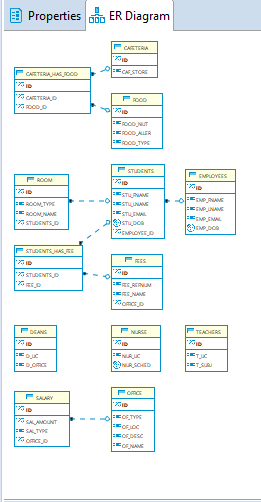 Properties ER Diagram
CAFETERIA
ID
CAF_STORE
CAFETERIA_HAS_FOOD
ID
CAFETERIA_ID
FOOD_ID
FOOD
ID
FOOD_NUT
FOOD_ALLER
FOOD_TYPE
STUDENTS
ID
STU_FNAME
STU_LNAME
STU_EMAIL
STU_DOB
EMPLOYEE_ID
EMPLOYEES
ID
EMP_FNAME
EMP_LNAME
EMP_EMAIL
EMP_DOB
ROOM
ID
ROOM_TYPE
ROOM_NAME
STUDENTS_ID
STUDENTS_HAS_FEE
ID
STUDENTS_ID
FEE_ID
FEES
ID
FEE_REFNUM
FEE_NAME
OFFICE_ID
DEANS
ID
D_UC
D_OFFICE
NURSE
ID
NUR_UC
NUR_SCHED
TEACHERS
ID
T_UC
T_SUBJ
SALARY
ID
SAL_AMOUNT
SAL_TYPE
OFFICE_ID
OFFICE
ID
OF_TYPE
OF_LOC
OF_DESC
OF_NAME